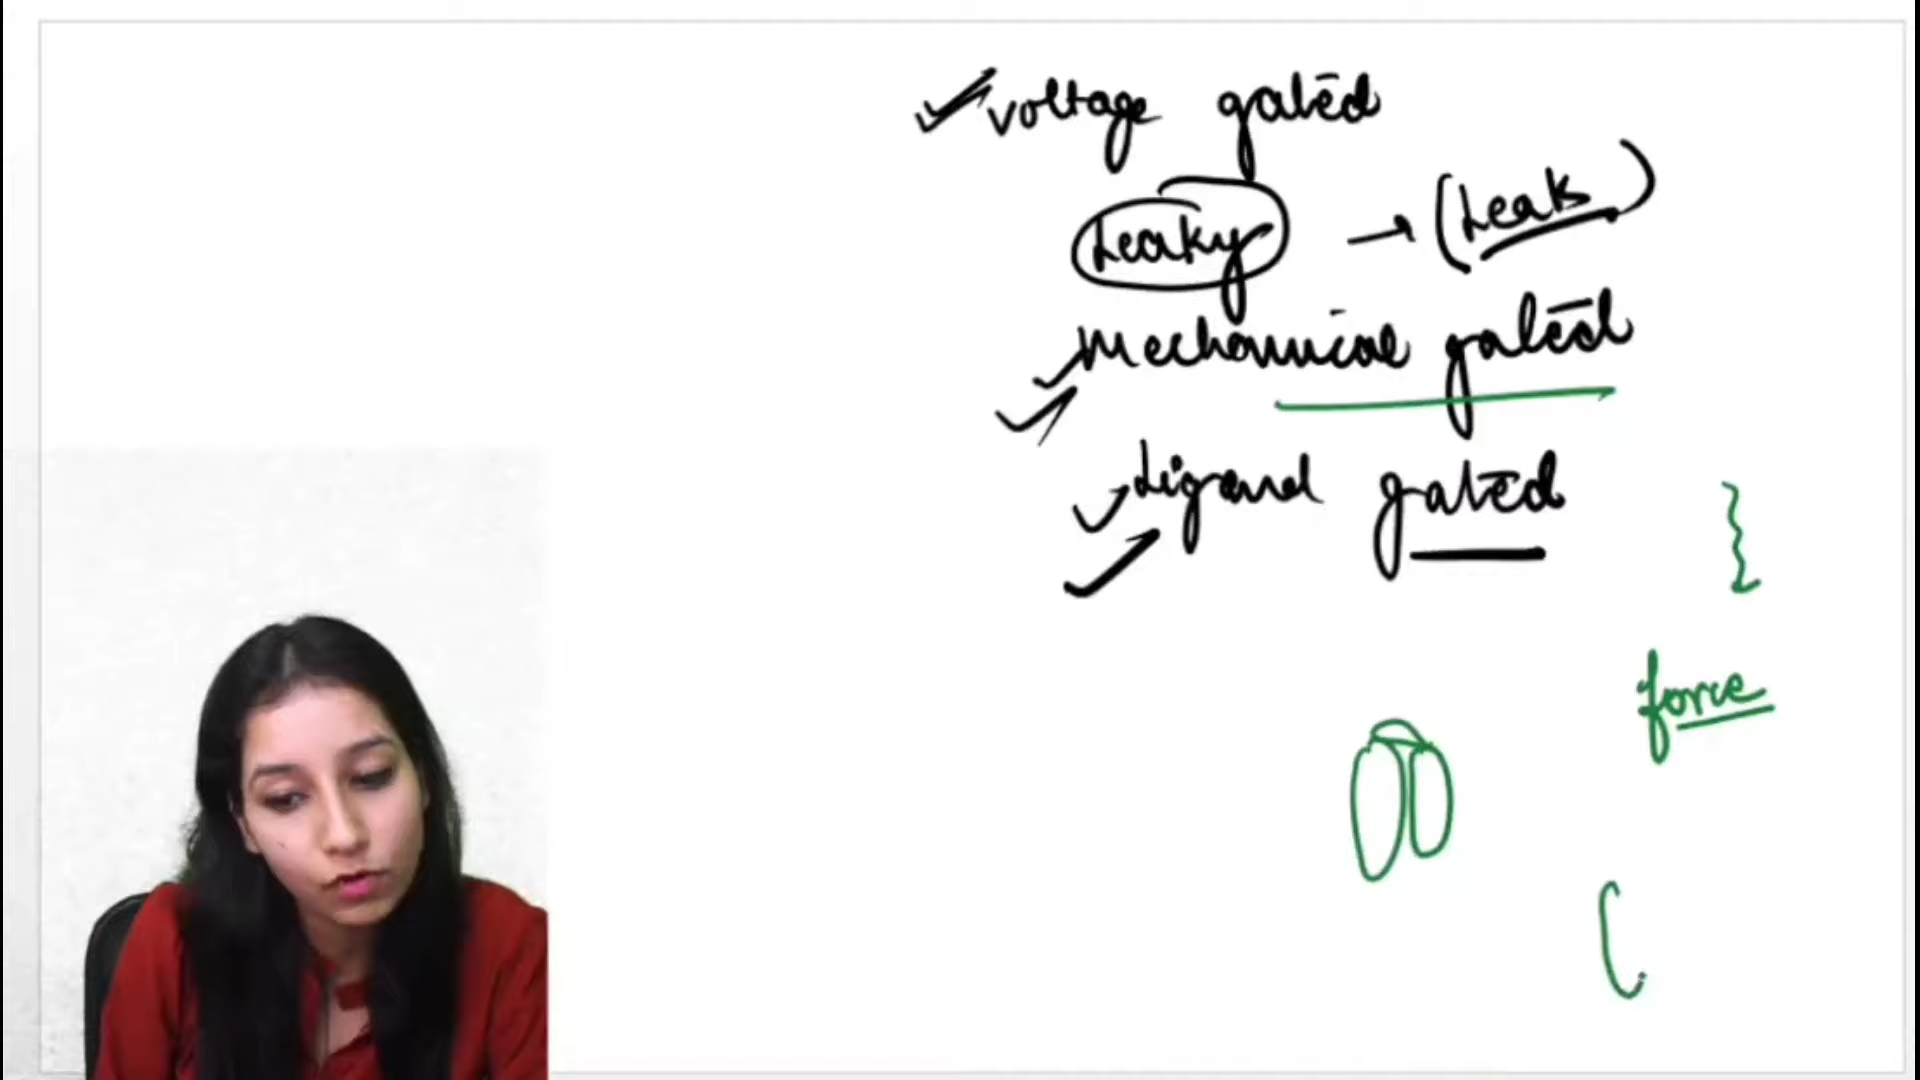 voltage gated
Leaky → (Leak)
Mechanical gated
Ligand gated
force